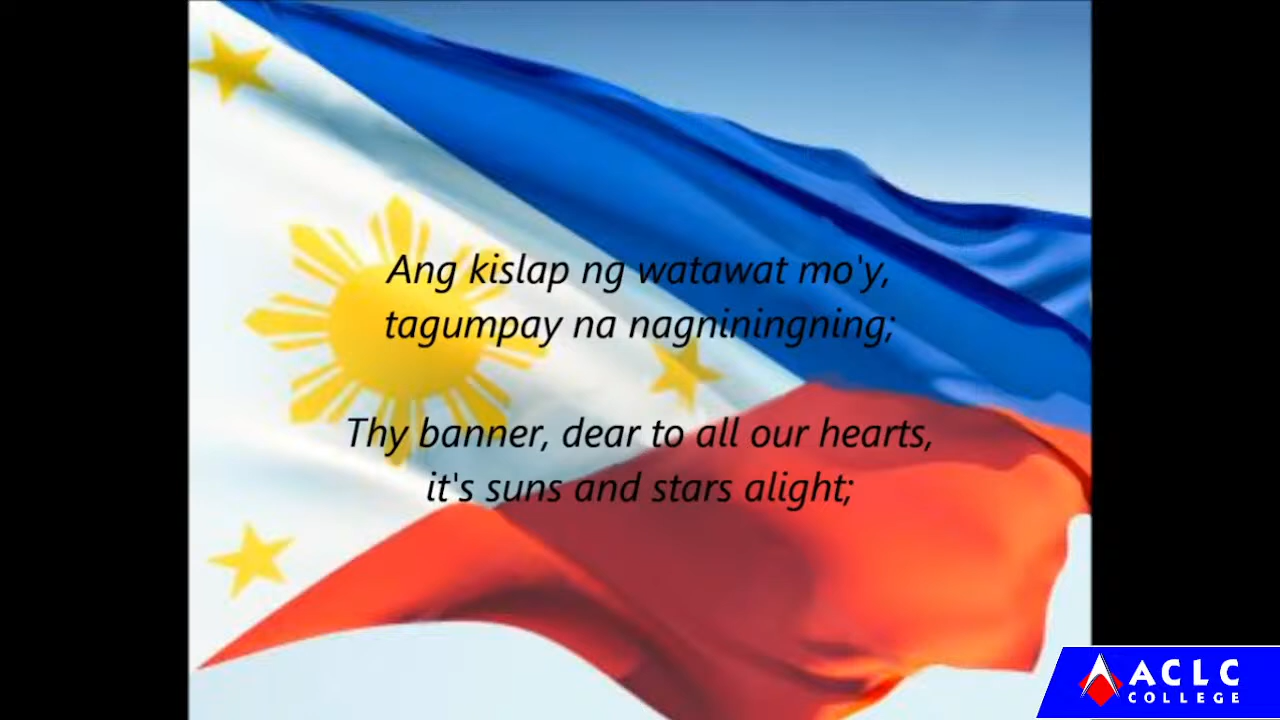 Ang kislap ng watawat mo'y,
tagumpay na nagniningning;
Thy banner, dear to all our hearts,
it's suns and stars alight;
ACLC
COLLEGE